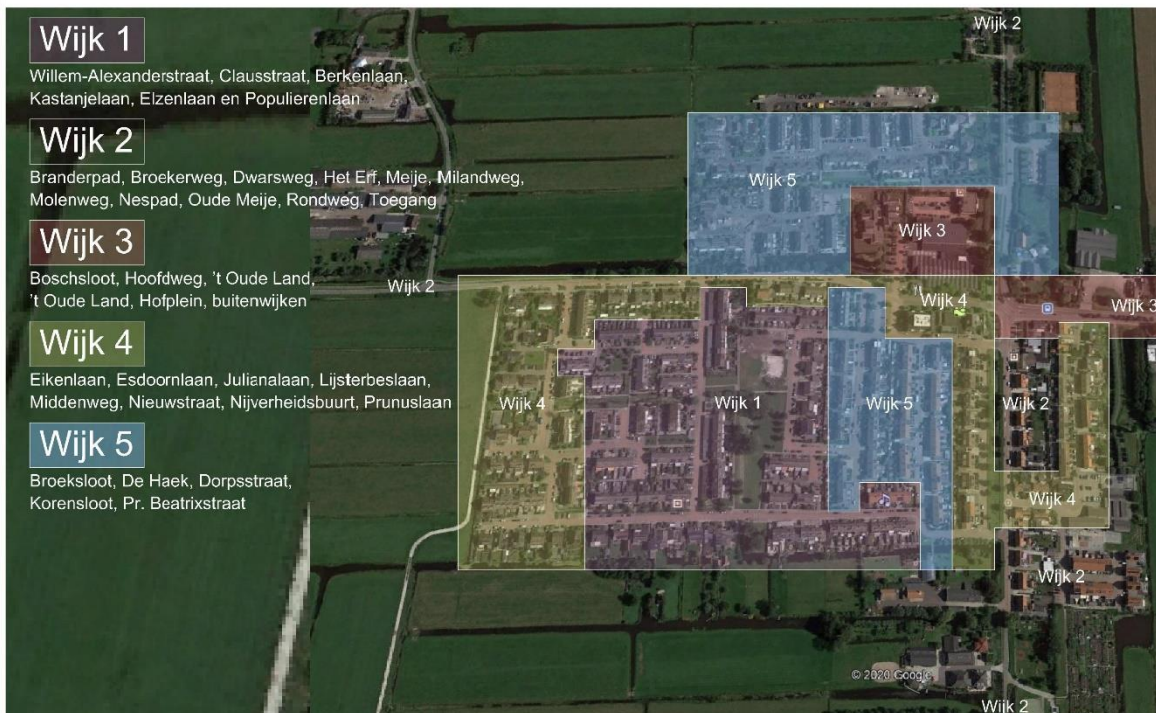 Wijk 1
Willem-Alexanderstraat, Clausstraat, Berkenlaan,
Kastanjelaan, Elzenlaan en Populierenlaan
Wijk 2
Branderpad, Broekerweg, Dwarsweg, Het Erf, Meije, Milandweg,
Molenweg, Nespad, Oude Meije, Rondweg, Toegang
Wijk 3
Boschsloot, Hoofdweg, 't Oude Land,
't Oude Land, Hofplein, buitenwijken
Wijk 4
Eikenlaan, Esdoornlaan, Julianalaan, Lijsterbeslaan,
Middenweg, Nieuwstraat, Nijverheidsbuurt, Prunuslaan
Wijk 5
Broeksloot, De Haek, Dorpsstraat,
Korensloot, Pr. Beatrixstraat
Wijk 2
Wijk 5
Wijk 3
Wijk 2
Wijk 4
Wijk 3
Wijk 4
Wijk 1
Wijk 5
Wijk 2
Wijk 4
Wijk 2
© 2020 Google
Wijk 2